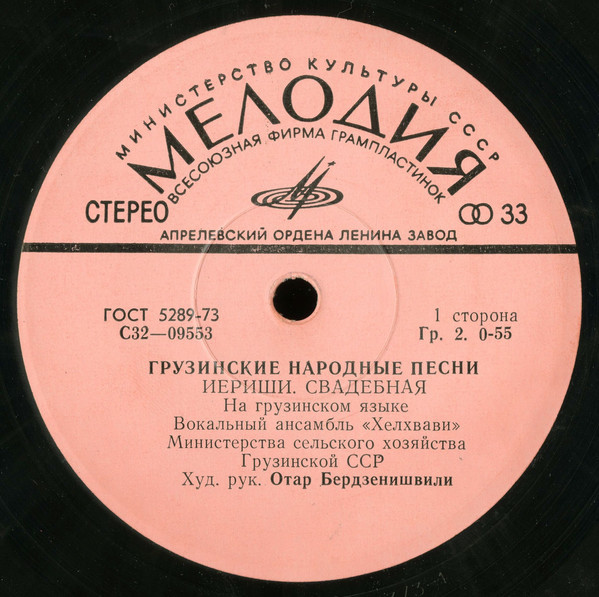 МИНИСТЕРСТВО КУЛЬТУРЫ СССР
МЕЛОДИЯ
ВСЕСОЮЗНАЯ ФИРМА ГРАМПЛАСТИНОК
СТЕРЕО
33
АПРЕЛЕВСКИЙ ОРДЕНА ЛЕНИНА ЗАВОД
ГОСТ 5289-73
С32—09553
1 сторона
Гр. 2. 0-55
ГРУЗИНСКИЕ НАРОДНЫЕ ПЕСНИ
ИЕРИШИ. СВАДЕБНАЯ
На грузинском языке
Вокальный ансамбль «Хелхвави»
Министерства сельского хозяйства
Грузинской ССР
Худ. рук. Отар Бердзенишвили